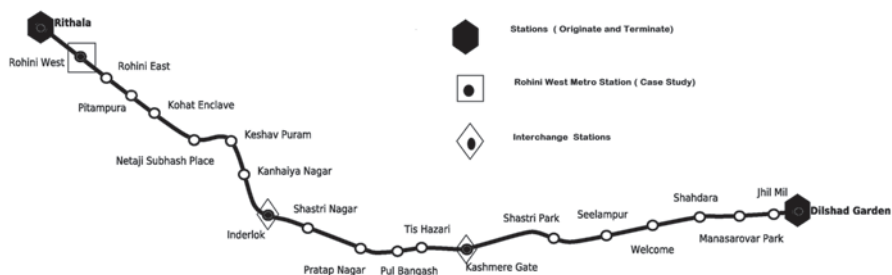 Rithala
Stations ( Originate and Terminate)
Rohini West
Rohini East
Rohini West Metro Station ( Case Study)
Pitampura
Kohat Enclave
Keshav Puram
Interchange Stations
Netaji Subhash Place
Kanhaiya Nagar
Inderlok
Shastri Nagar
Pratap Nagar
Pul Bangash
Tis Hazari
Kashmere Gate
Shastri Park
Seelampur
Welcome
Shahdara
Manasarovar Park
Jhil Mil
Dilshad Garden